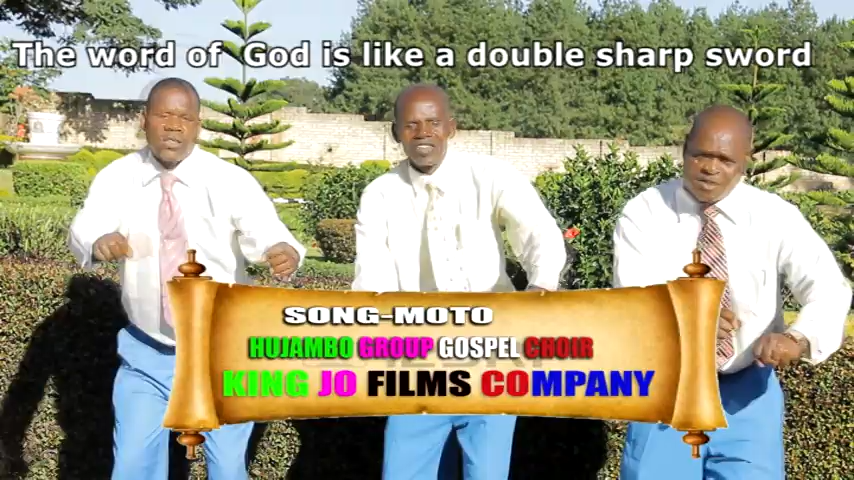 The word of God is like a double sharp sword
SONG-MOTO
HUJAMBO GROUP GOSPEL CHOIR
KING JO FILMS COMPANY